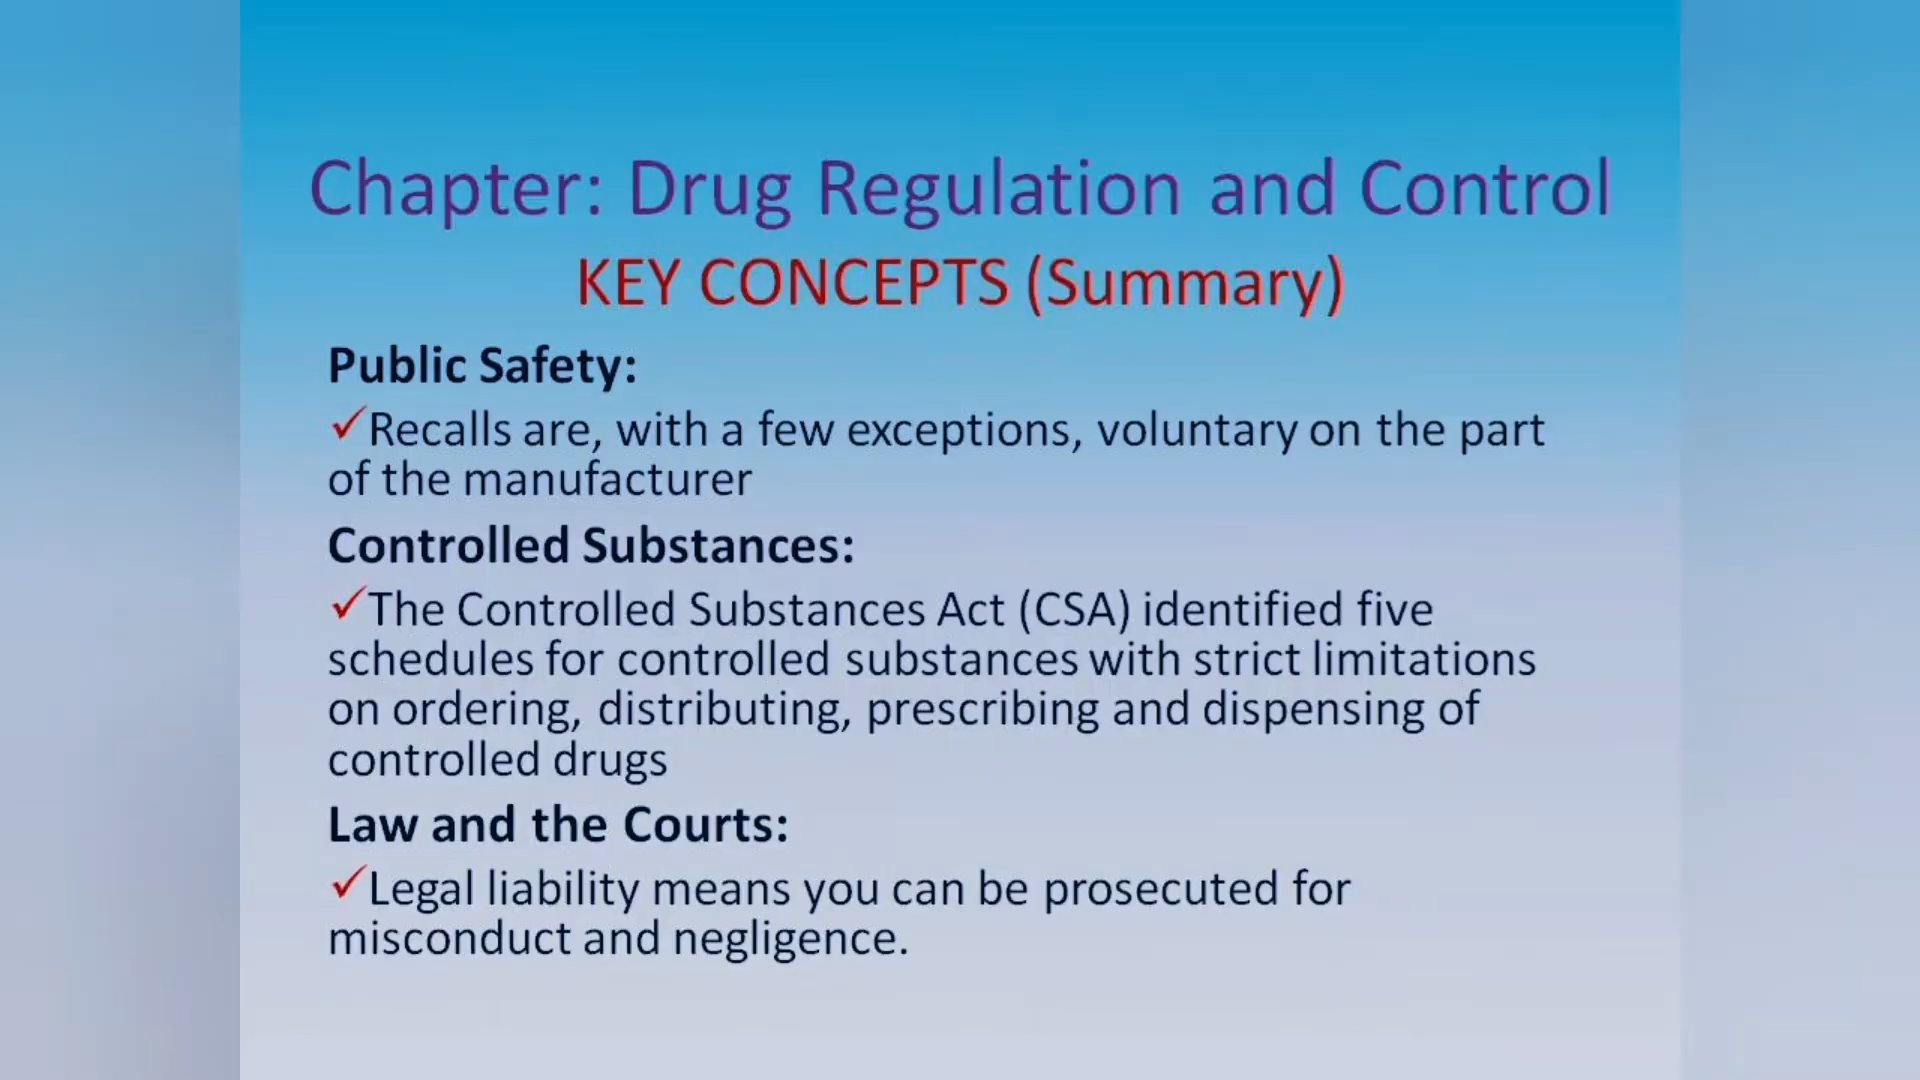 Chapter: Drug Regulation and Control
KEY CONCEPTS (Summary)
Public Safety:
✓Recalls are, with a few exceptions, voluntary on the part
of the manufacturer
Controlled Substances:
✓The Controlled Substances Act (CSA) identified five
schedules for controlled substances with strict limitations
on ordering, distributing, prescribing and dispensing of
controlled drugs
Law and the Courts:
✓Legal liability means you can be prosecuted for
misconduct and negligence.